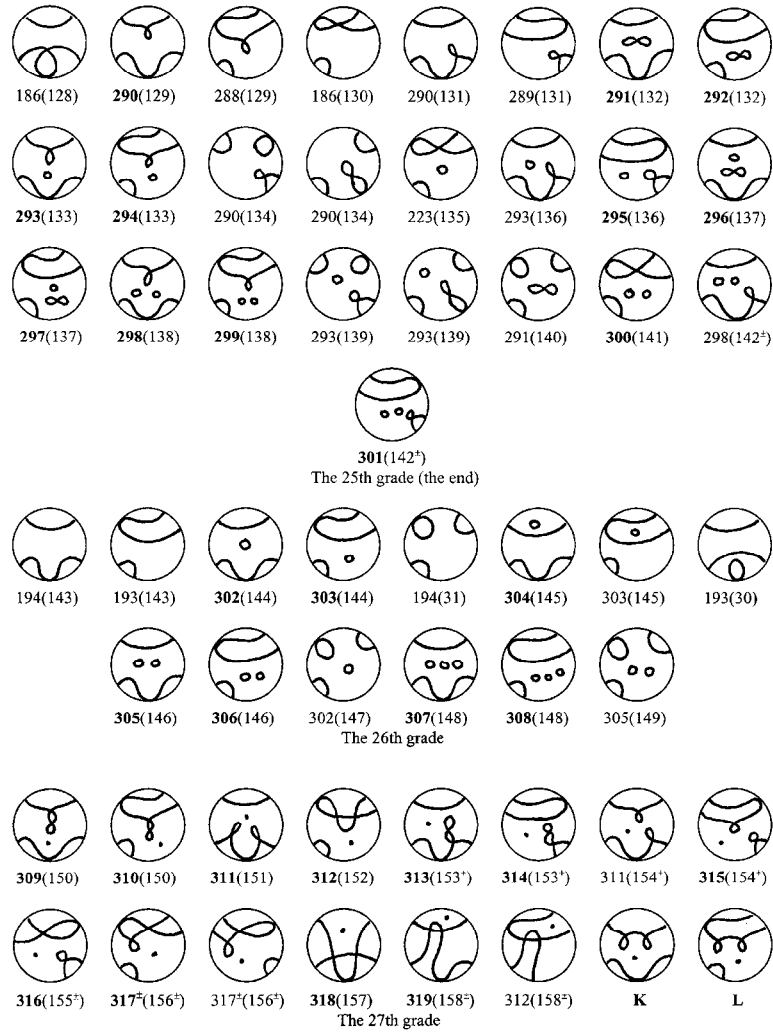 186(128) 290(129) 288(129) 186(130) 290(131) 289(131) 291(132) 292(132)
293(133) 294(133) 290(134) 290(134) 223(135) 293(136) 295(136) 296(137)
297(137) 298(138) 299(138) 293(139) 293(139) 291(140) 300(141) 298(142±)
301(142±)
The 25th grade (the end)
194(143) 193(143) 302(144) 303(144) 194(31) 304(145) 303(145) 193(30)
305(146) 306(146) 302(147) 307(148) 308(148) 305(149)
The 26th grade
309(150) 310(150) 311(151) 312(152) 313(153⁺) 314(153⁺) 311(154⁺) 315(154⁺)
316(155±) 317±(156±) 317±(156±) 318(157) 319(158±) 312(158±) K L
The 27th grade